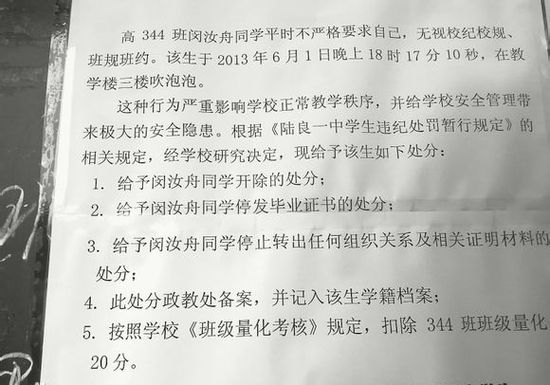 高 344 班闵汝舟同学平时不严格要求自己，无视校纪校规、
班规班约。该生于 2013 年 6 月 1 日晚上 18 时 17 分 10 秒，在教
学楼三楼吹泡泡。
这种行为严重影响学校正常教学秩序，并给学校安全管理带
来极大的安全隐患。根据《陆良一中学生违纪处罚暂行规定》的
相关规定，经学校研究决定，现给予该生如下处分：
1. 给予闵汝舟同学开除的处分；
2. 给予闵汝舟同学停发毕业证书的处分；
3. 给予闵汝舟同学停止转出任何组织关系及相关证明材料的
处分；
4. 此处分政教处备案，并记入该生学籍档案；
5. 按照学校《班级量化考核》规定，扣除 344 班班级量化
20 分。